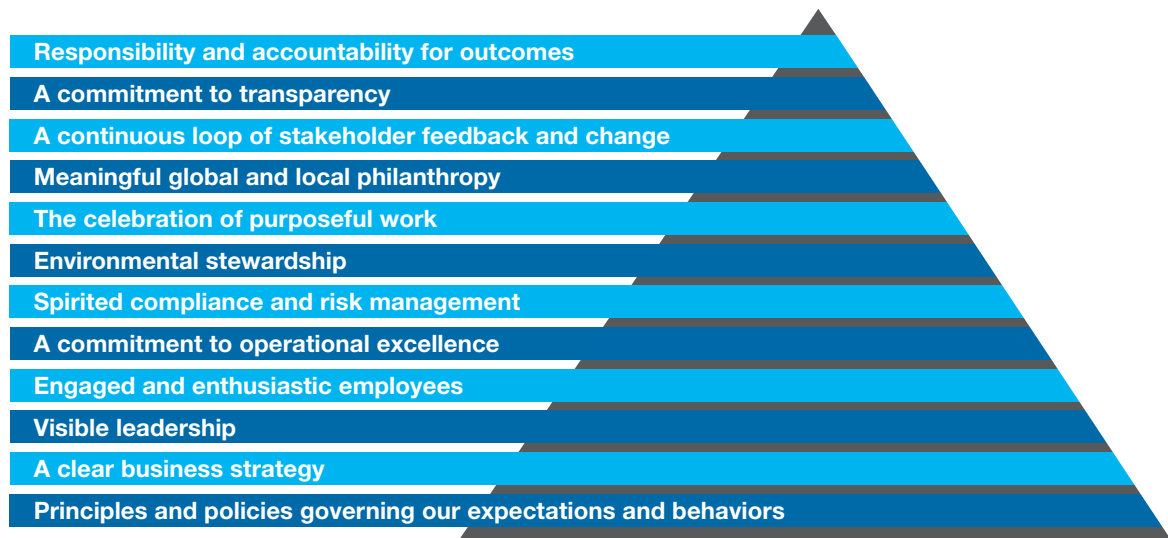 Responsibility and accountability for outcomes
A commitment to transparency
A continuous loop of stakeholder feedback and change
Meaningful global and local philanthropy
The celebration of purposeful work
Environmental stewardship
Spirited compliance and risk management
A commitment to operational excellence
Engaged and enthusiastic employees
Visible leadership
A clear business strategy
Principles and policies governing our expectations and behaviors